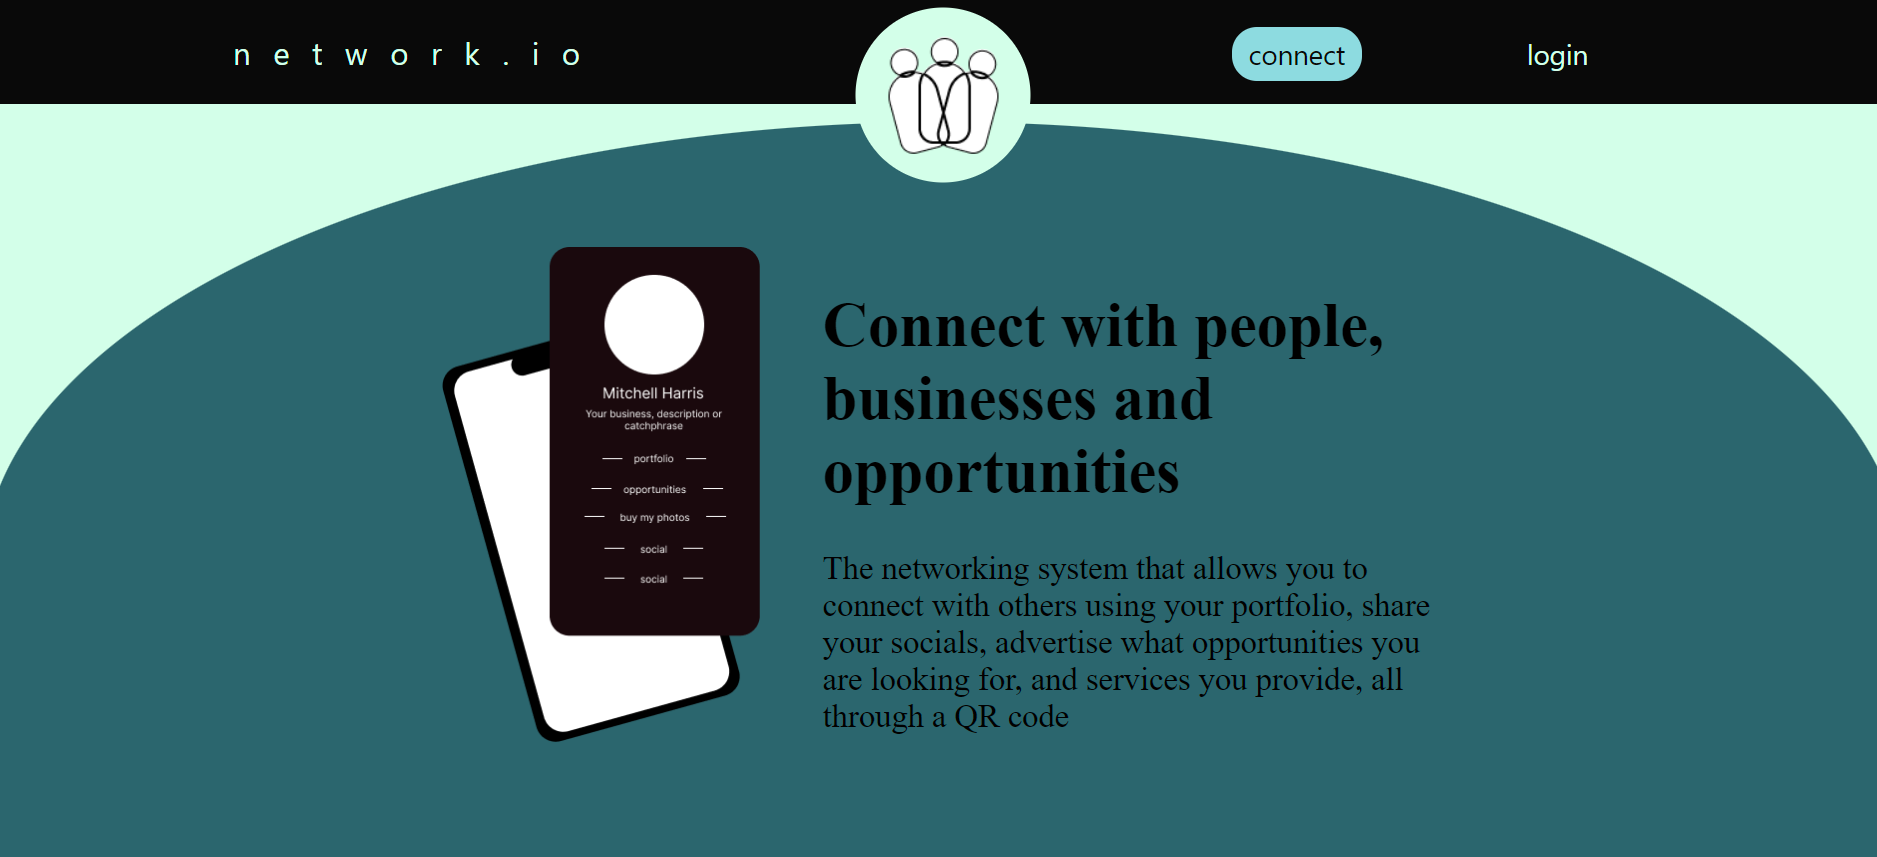 network.io
connect
login
Mitchell Harris
Your business, description or
catchphrase
portfolio
opportunities
buy my photos
social
social
Connect with people,
businesses and
opportunities
The networking system that allows you to
connect with others using your portfolio, share
your socials, advertise what opportunities you
are looking for, and services you provide, all
through a QR code